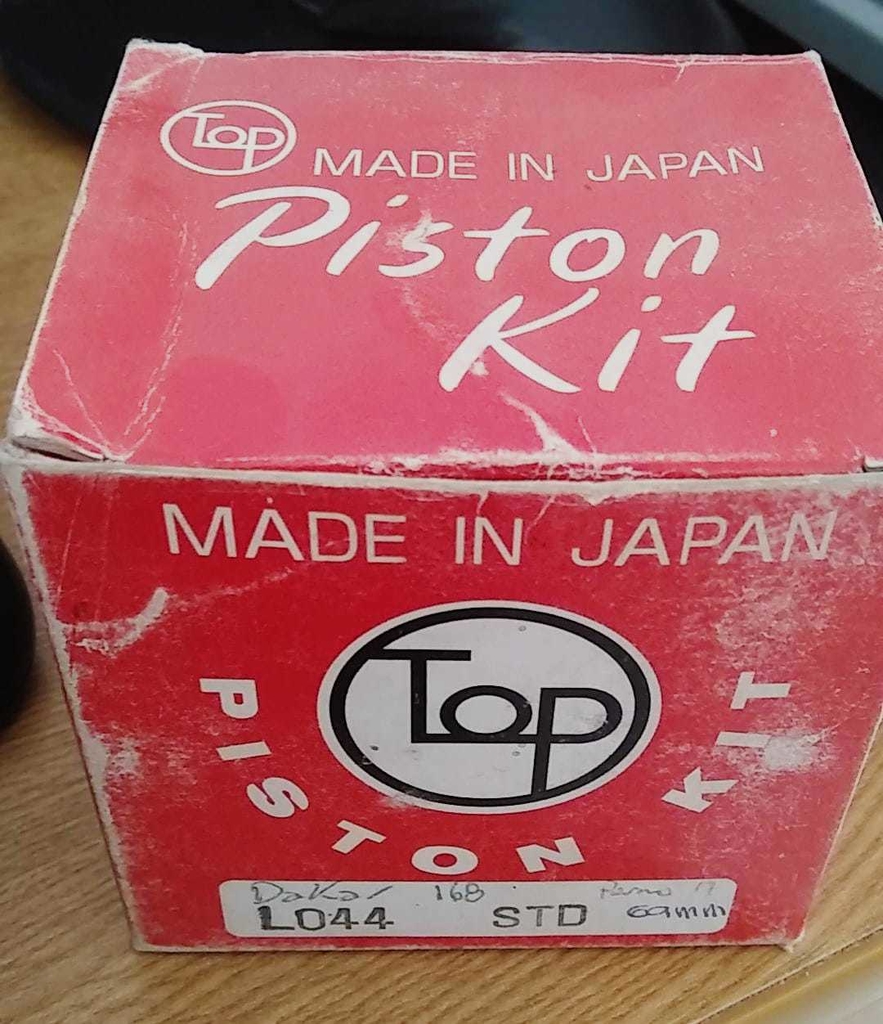 Top MADE IN JAPAN
Piston
Kit
MADE IN JAPAN
Top
PISTON KIT
Dakar 168
L044 STD 69mm